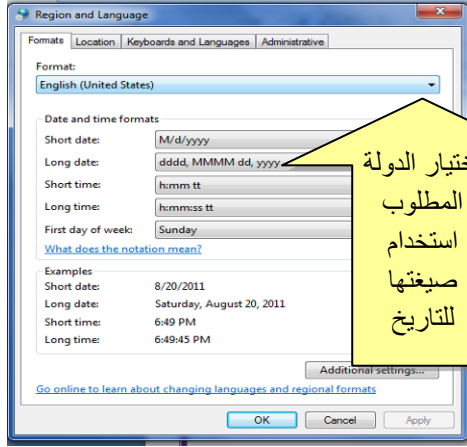 Region and Language
Formats Location Keyboards and Languages Administrative
Format:
English (United States)
Date and time formats
Short date: M/d/yyyy
Long date: dddd, MMMM dd, yyyy
Short time: h:mm tt
Long time: h:mm:ss tt
First day of week: Sunday
What does the notation mean?
Examples
Short date: 8/20/2011
Long date: Saturday, August 20, 2011
Short time: 6:49 PM
Long time: 6:49:45 PM
Additional settings...
Go online to learn about changing languages and regional formats
OK Cancel Apply
ختيار الدولة
المطلوب
استخدام
صيغتها
للتاريخ